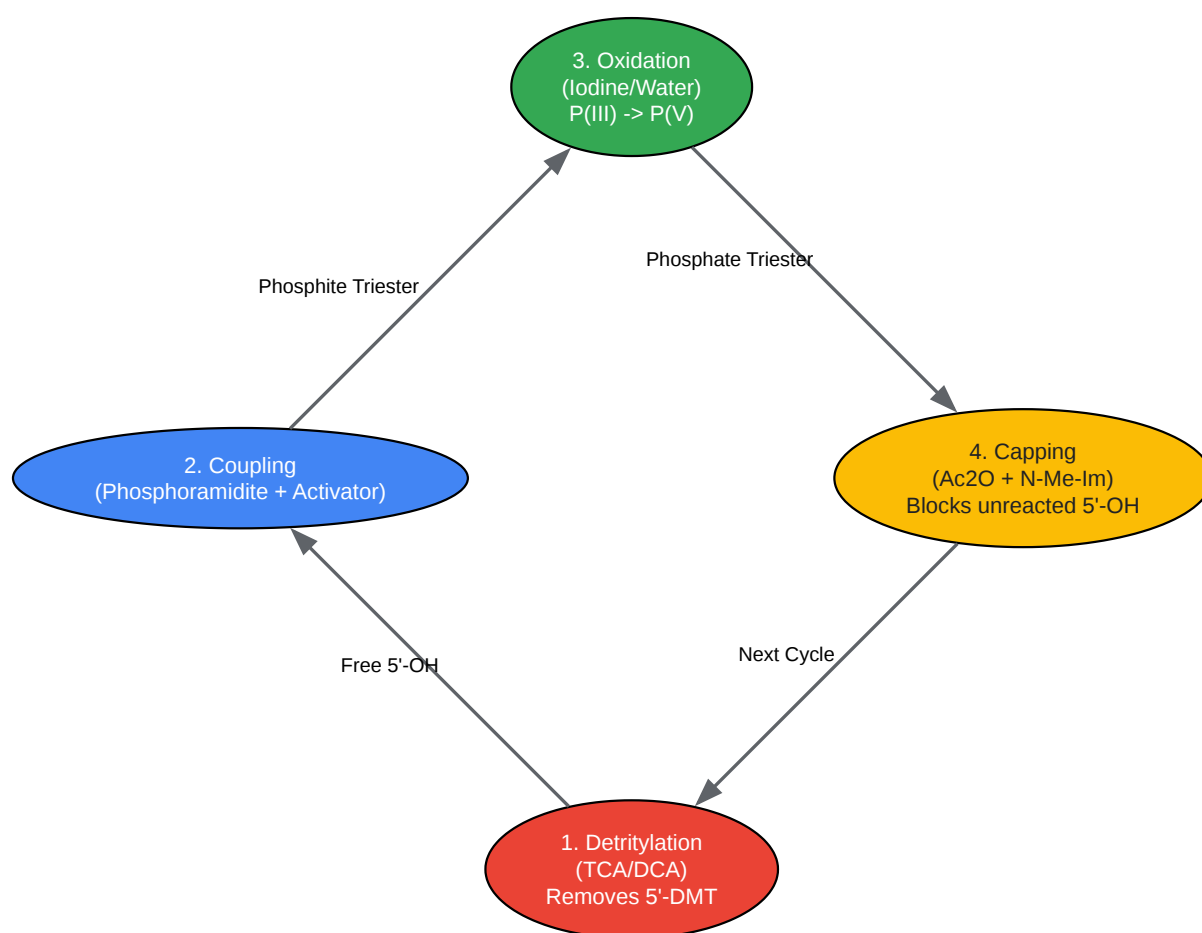 3. Oxidation
(Iodine/Water)
P(III) -> P(V)
Phosphate Triester
Phosphite Triester
2. Coupling
(Phosphoramidite + Activator)
4. Capping
(Ac2O + N-Me-Im)
Blocks unreacted 5'-OH
Next Cycle
Free 5'-OH
1. Detritylation
(TCA/DCA)
Removes 5'-DMT